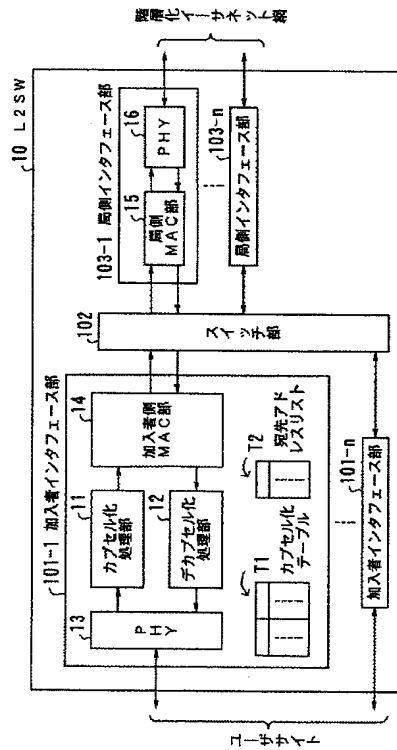 10 L2SW
101-1 加入者インタフェース部
13
PHY
11
カプセル化
処理部
12
デカプセル化
処理部
14
加入者側
MAC部
T1
カプセル化
テーブル
T2
宛先アド
レスリスト
101-n
加入者インタフェース部
102
スイッチ
部
103-1 局側インタフェース部
15
局側
MAC部
16
PHY
103-n
局側インタフェース部
ユーザサイト
階層化イーサネット網